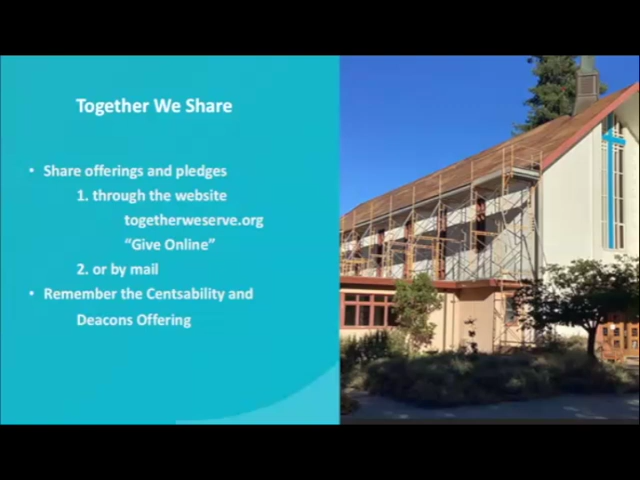 Together We Share
• Share offerings and pledges
1. through the website
togetherweserve.org
“Give Online”
2. or by mail
• Remember the Centsability and
Deacons Offering